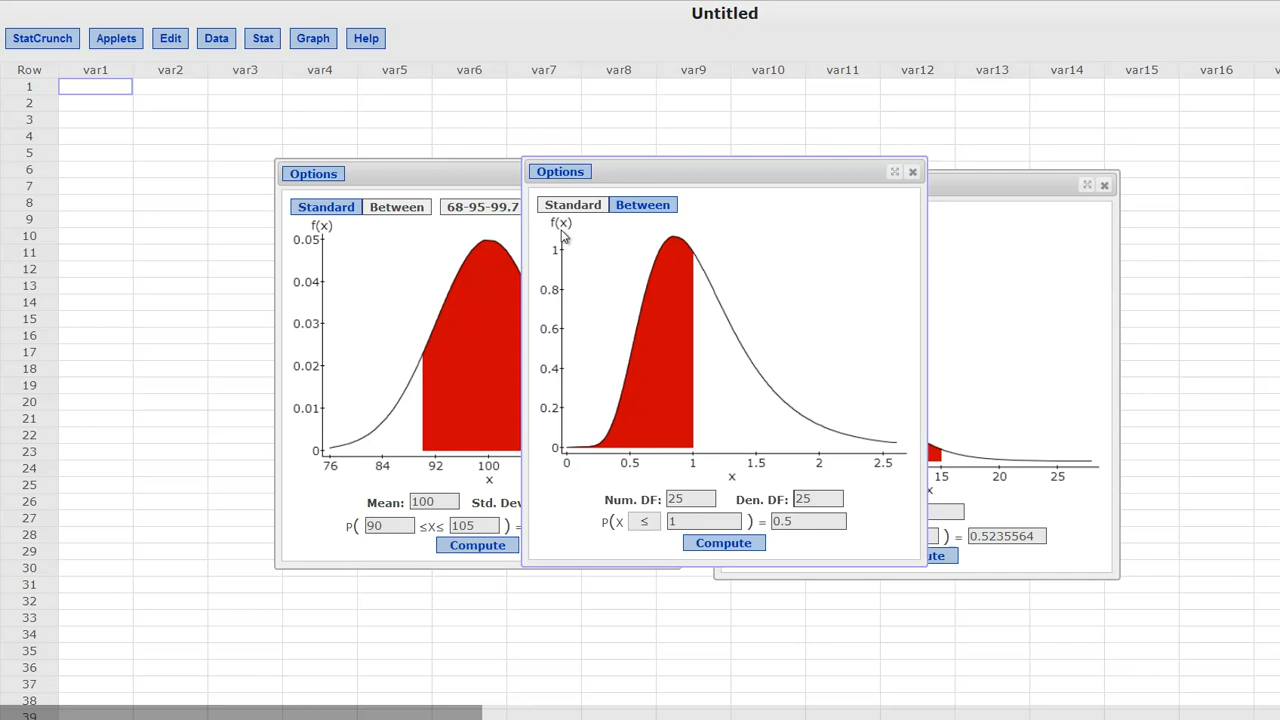 Untitled
StatCrunch Applets Edit Data Stat Graph Help
Row var1 var2 var3 var4 var5 var6 var7 var8 var9 var10 var11 var12 var13 var14 var15 var16
1
2
3
4
5
6
7
8
9
10
11
12
13
14
15
16
17
18
19
20
21
22
23
24
25
26
27
28
29
30
31
32
33
34
35
36
37
38
39
Options
Standard Between 68-95-99.7
f(x)
0.05
0.04
0.03
0.02
0.01
0
76 84 92 100
x
Mean: 100 Std. Dev
P( 90 ≤X≤ 105 ) =
Compute
Options
Standard Between
f(x)
1
0.8
0.6
0.4
0.2
0
0 0.5 1 1.5 2 2.5
x
Num. DF: 25 Den. DF: 25
P(X ≤ 1 ) = 0.5
Compute
15 20 25
x
) = 0.5235564
ute